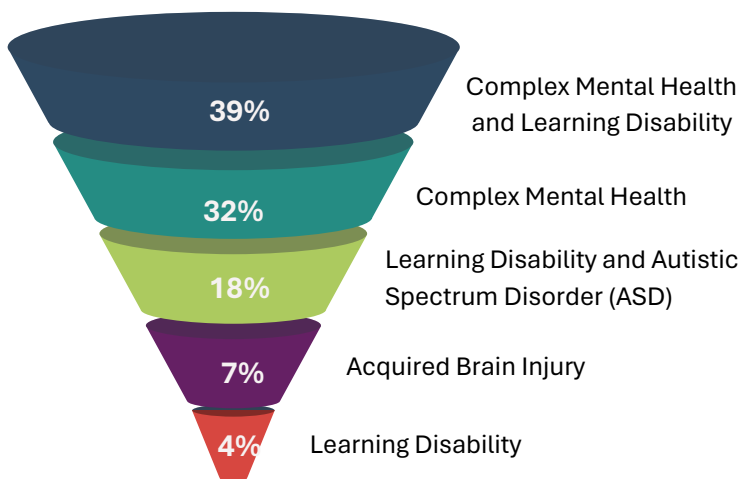 39%
Complex Mental Health
and Learning Disability
32%
Complex Mental Health
18%
Learning Disability and Autistic
Spectrum Disorder (ASD)
7%
Acquired Brain Injury
4%
Learning Disability